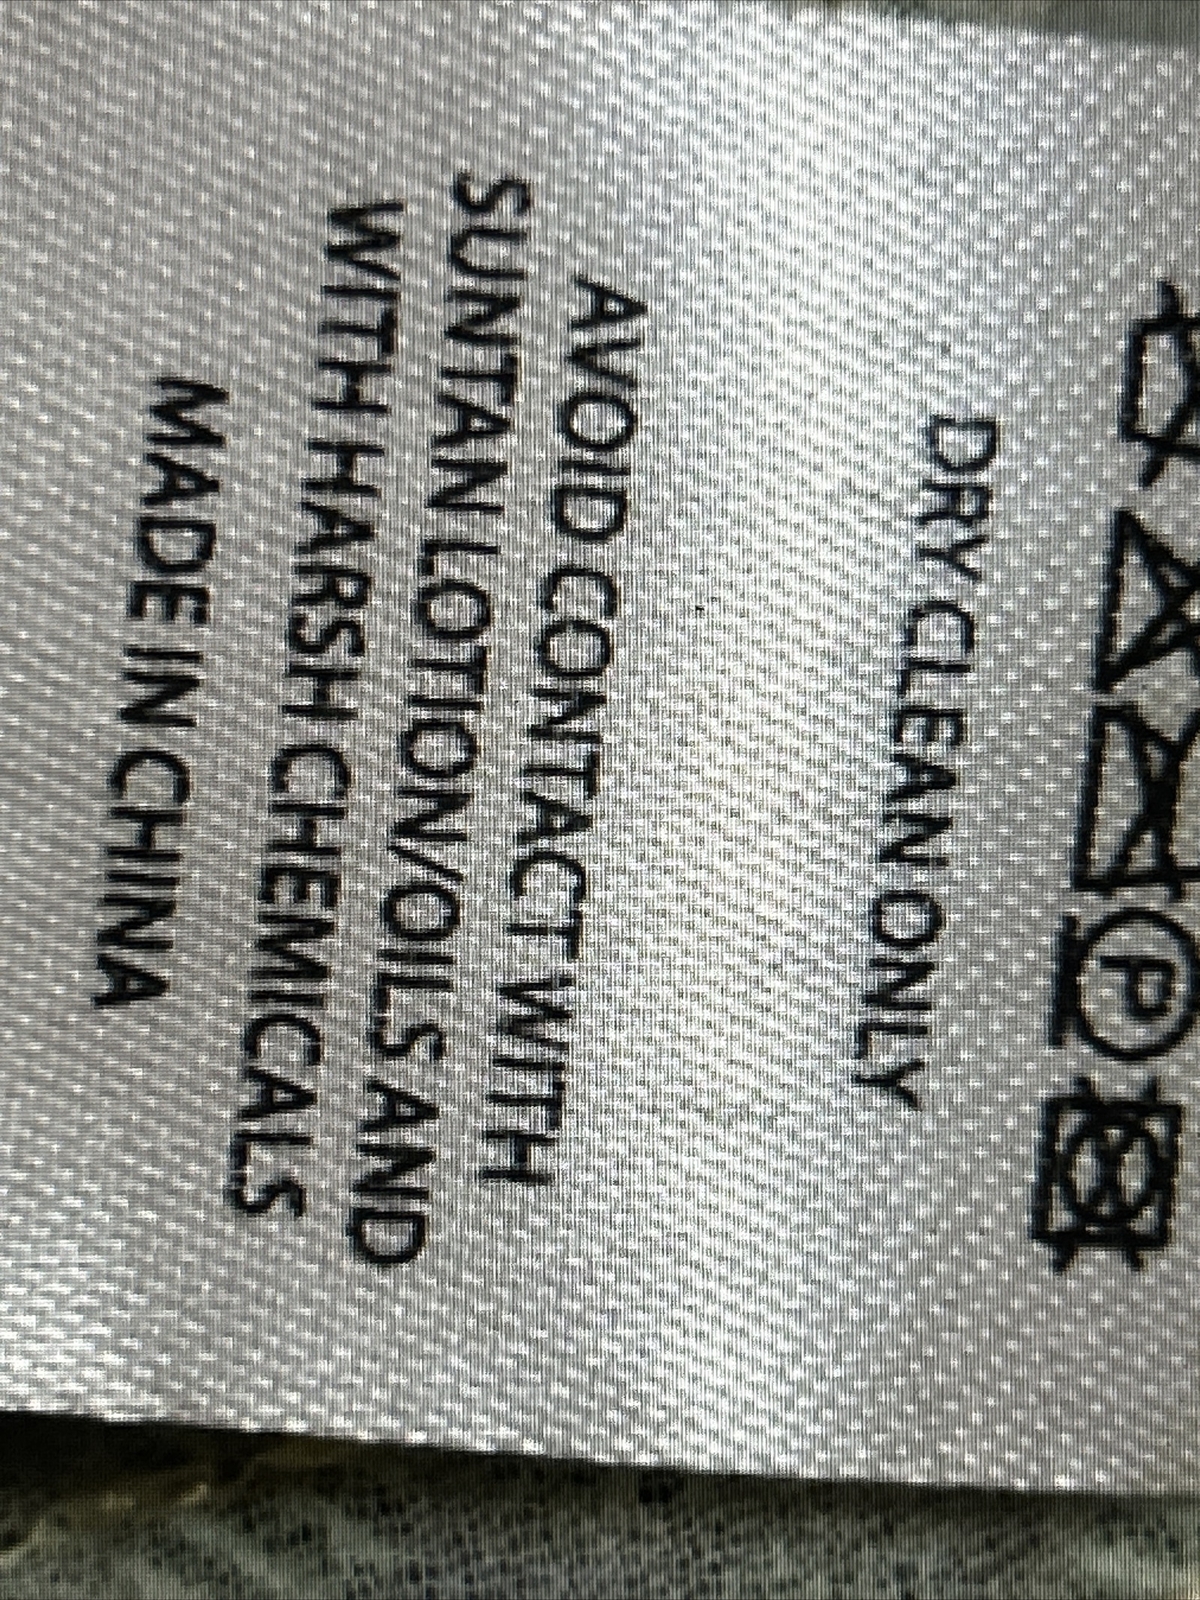 P
DRY CLEAN ONLY
AVOID CONTACT WITH
SUNTAN LOTION/OILS AND
WITH HARSH CHEMICALS
MADE IN CHINA